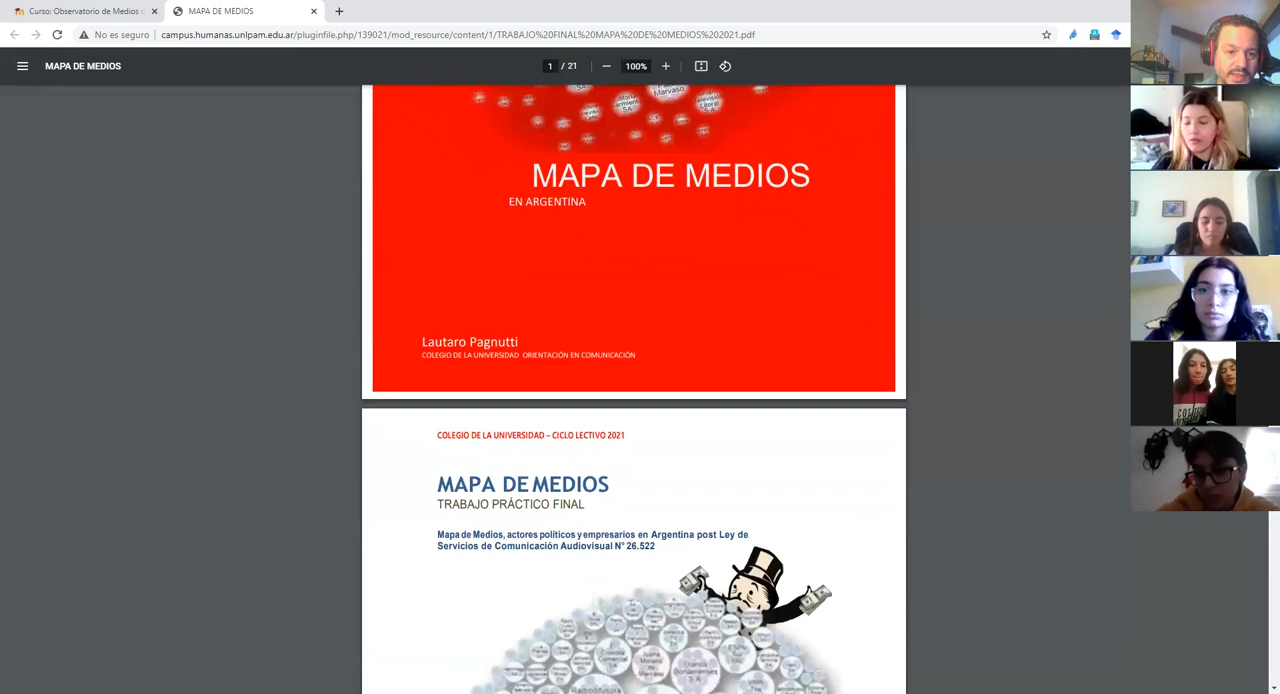 Curso: Observatorio de Medios
MAPA DE MEDIOS
No es seguro
campus.humanas.unlpam.edu.ar/pluginfile.php/139021/mod_resource/content/1/TRABAJO%20FINAL%20MAPA%20DE%20MEDIOS%202021.pdf
MAPA DE MEDIOS
1 / 21
100%
Marvaso
SA
MAPA DE MEDIOS
EN ARGENTINA
Lautaro Pagnutti
COLEGIO DE LA UNIVERSIDAD ORIENTACIÓN EN COMUNICACIÓN
COLEGIO DE LA UNIVERSIDAD – CICLO LECTIVO 2021
MAPA DE MEDIOS
TRABAJO PRÁCTICO FINAL
Mapa de Medios, actores políticos y empresarios en Argentina post Ley de
Servicios de Comunicación Audiovisual N° 26.522